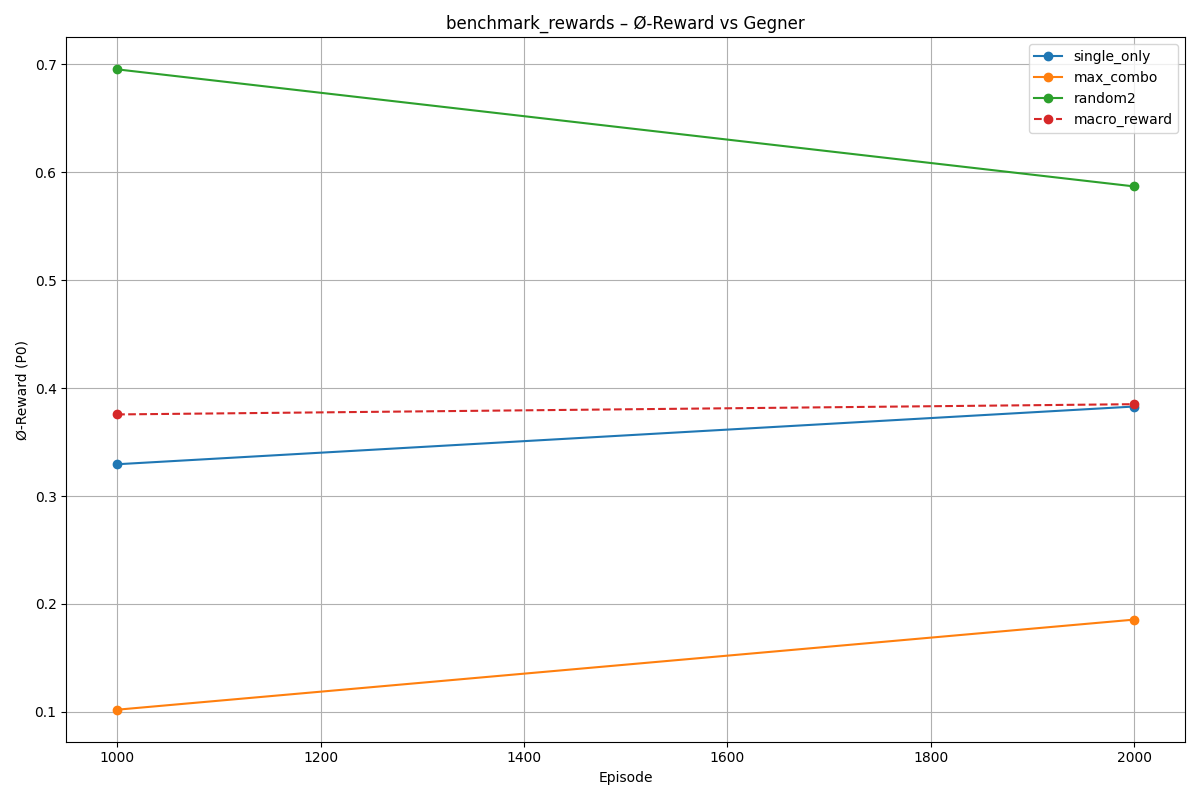 benchmark_rewards – Ø-Reward vs Gegner
single_only
max_combo
random2
macro_reward
Ø-Reward (P0)
0.7
0.6
0.5
0.4
0.3
0.2
0.1
1000 1200 1400 1600 1800 2000
Episode